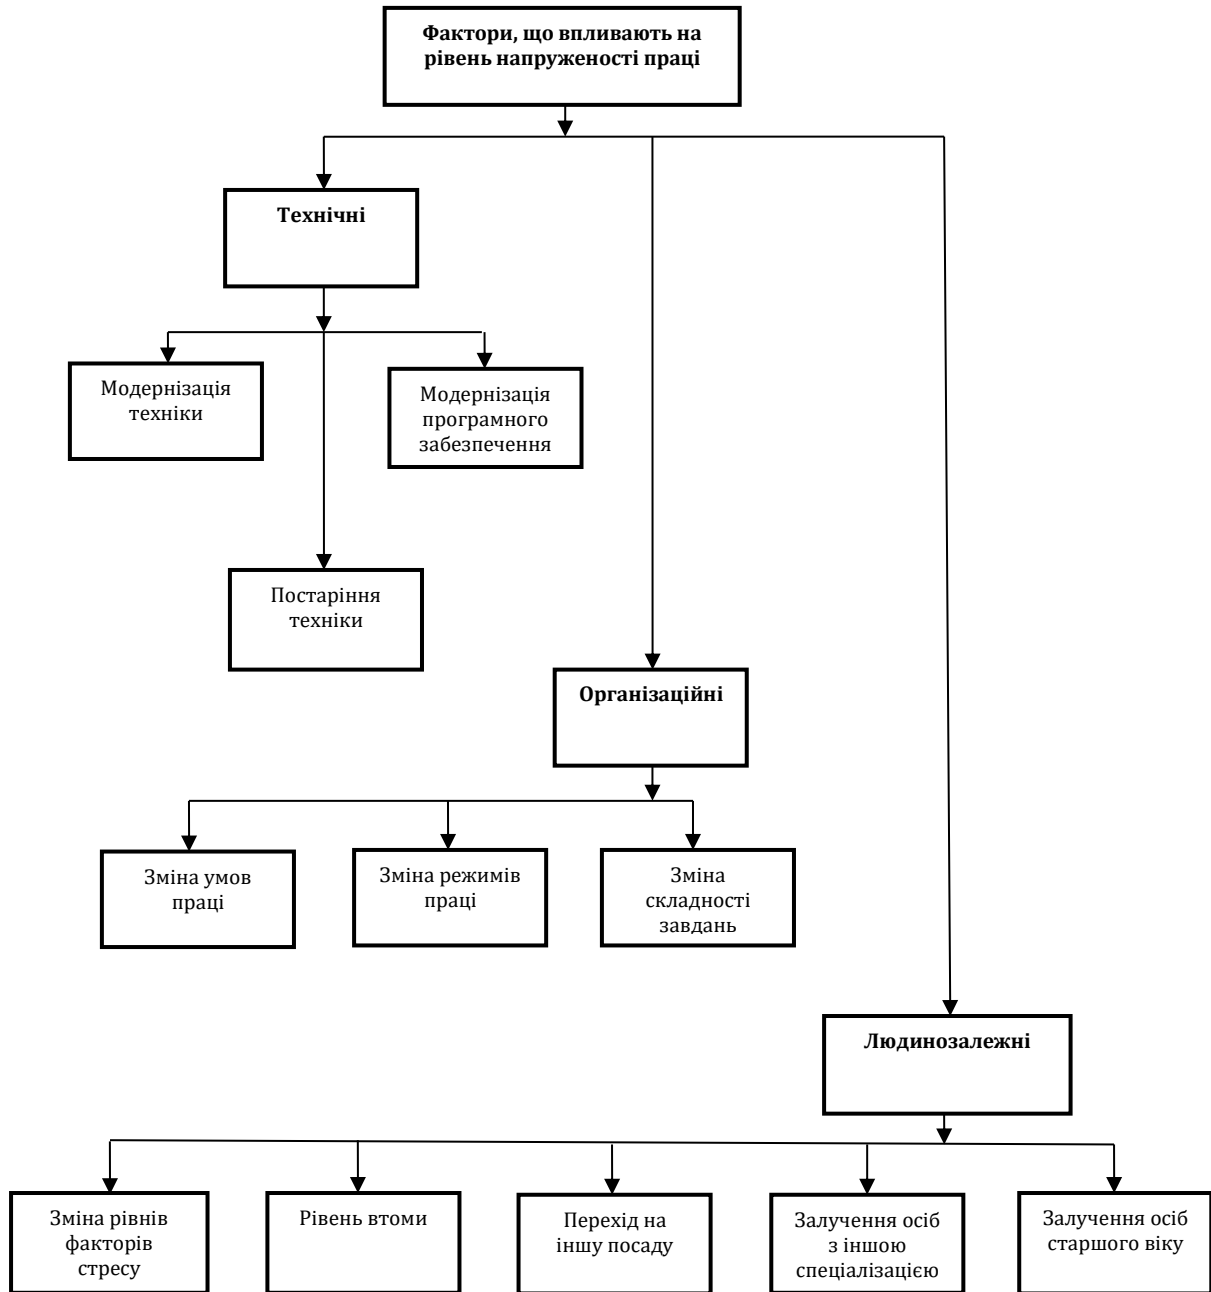 Фактори, що впливають на
рівень напруженості праці
Технічні
Модернізація
техніки
Модернізація
програмного
забезпечення
Постаріння
техніки
Організаційні
Зміна умов
праці
Зміна режимів
праці
Зміна
складності
завдань
Людинозалежні
Зміна рівнів
факторів
стресу
Рівень втоми
Перехід на
іншу посаду
Залучення осіб
з іншою
спеціалізацією
Залучення осіб
старшого віку